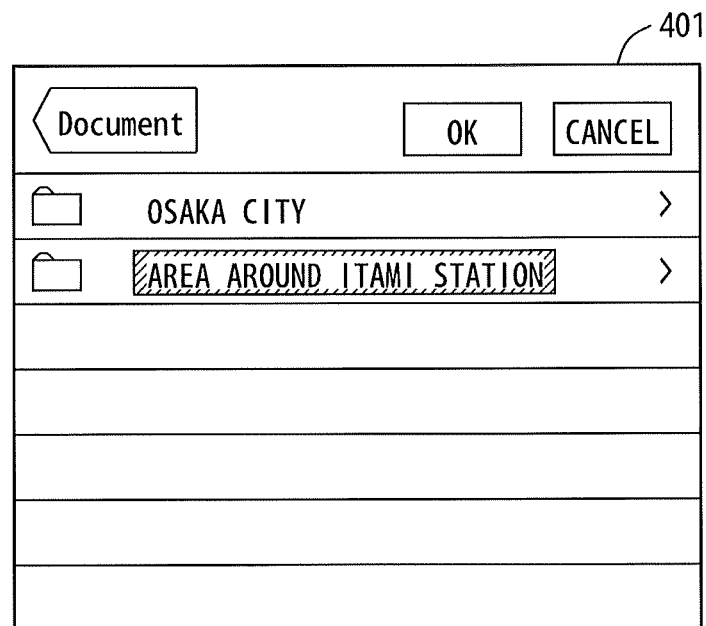 401
Document OK CANCEL
OSAKA CITY >
AREA AROUND ITAMI STATION >